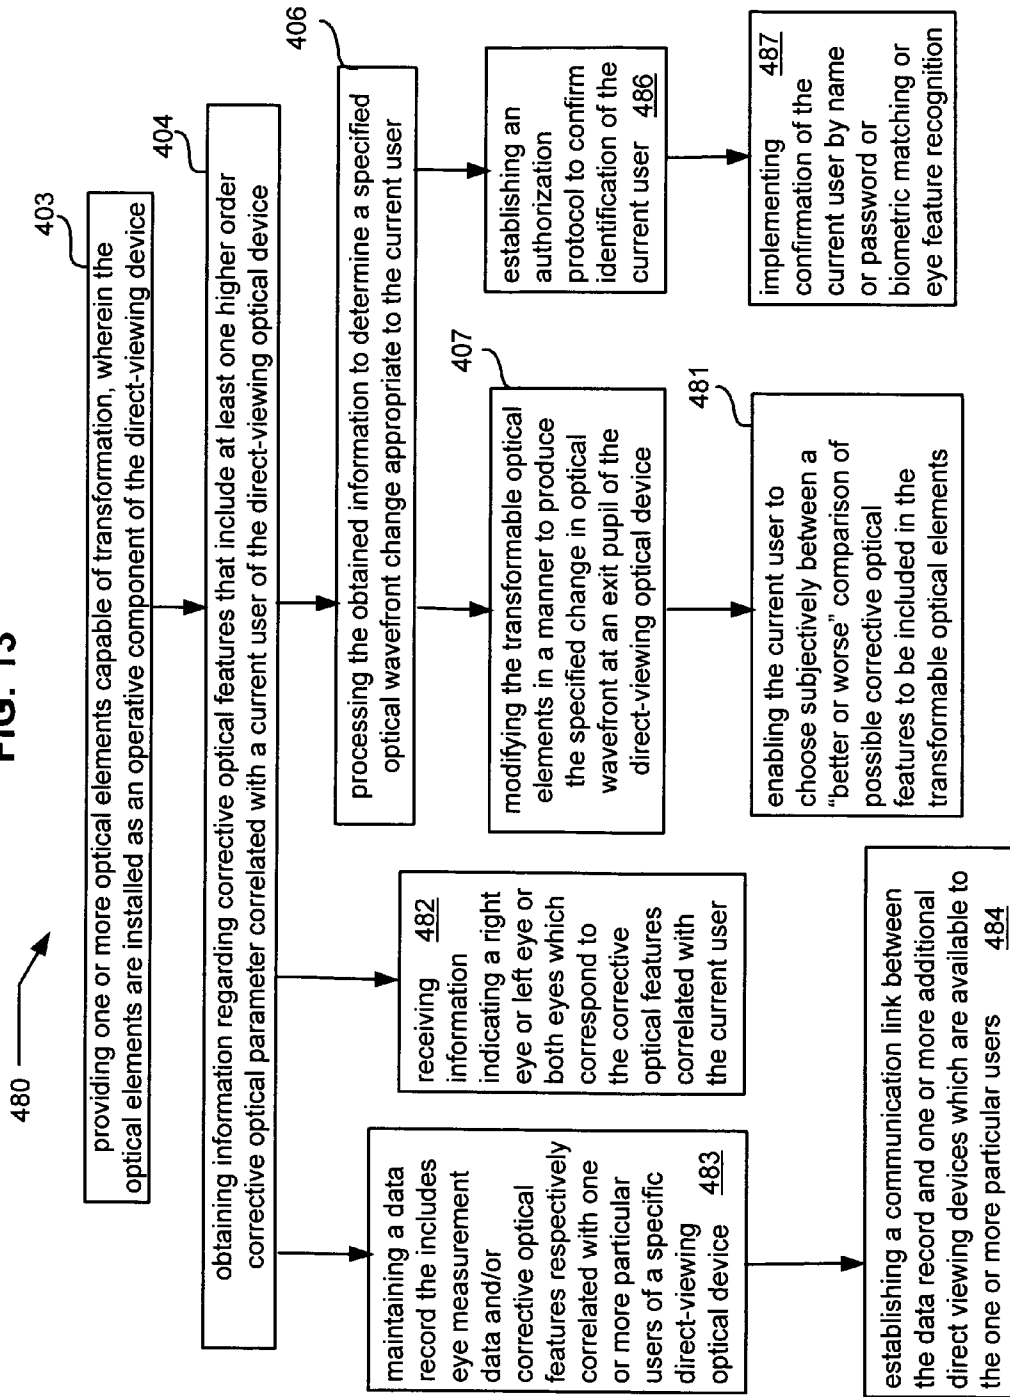 FIG. 13
480
403
providing one or more optical elements capable of transformation, wherein the
optical elements are installed as an operative component of the direct-viewing device
404
obtaining information regarding corrective optical features that include at least one higher order
corrective optical parameter correlated with a current user of the direct-viewing optical device
406
processing the obtained information to determine a specified
optical wavefront change appropriate to the current user
maintaining a data
record the includes
eye measurement
data and/or
corrective optical
features respectively
correlated with one
or more particular
users of a specific
direct-viewing
optical device 483
receiving 482
information
indicating a right
eye or left eye or
both eyes which
correspond to
the corrective
optical features
correlated with
the current user
407
modifying the transformable optical
elements in a manner to produce
the specified change in optical
wavefront at an exit pupil of the
direct-viewing optical device
establishing an
authorization
protocol to confirm
identification of the
current user 486
establishing a communication link between
the data record and one or more additional
direct viewing devices which are available to
the one or more particular users 484
481
enabling the current user to
choose subjectively between a
“better or worse” comparison of
possible corrective optical
features to be included in the
transformable optical elements
487
implementing
confirmation of the
current user by name
or password or
biometric matching or
eye feature recognition